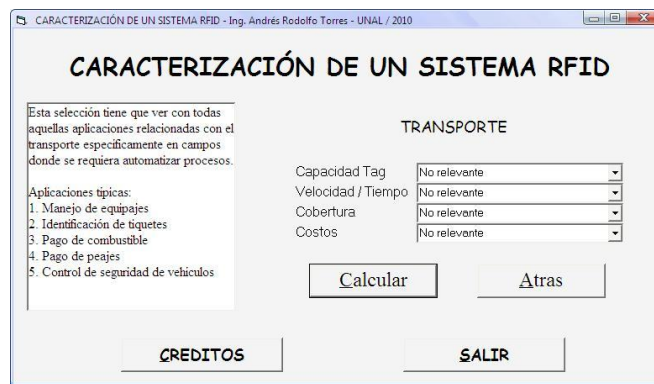 CARACTERIZACIÓN DE UN SISTEMA RFID - Ing. Andrés Rodolfo Torres - UNAL / 2010
CARACTERIZACIÓN DE UN SISTEMA RFID
Esta selección tiene que ver con todas
aquellas aplicaciones relacionadas con el
transporte especificamente en campos
donde se requiera automatizar procesos.
Aplicaciones tipicas:
1. Manejo de equipajes
2. Identificación de tiquetes
3. Pago de combustible
4. Pago de peajes
5. Control de seguridad de vehiculos
TRANSPORTE
Capacidad Tag No relevante
Velocidad / Tiempo No relevante
Cobertura No relevante
Costos No relevante
Calcular Atras
CREDITOS SALIR